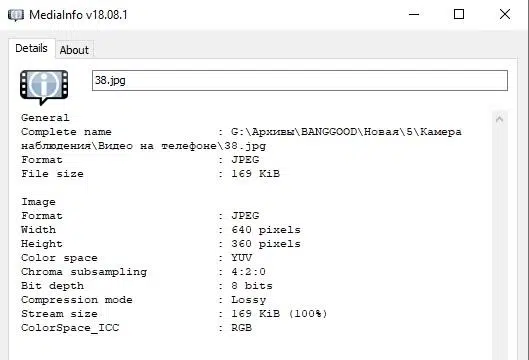 MediaInfo v18.08.1
Details About
38.jpg
General
Complete name : G:\Архивы\BANGGOOD\Новая\5\Камера
наблюдения\Видео на телефоне\38.jpg
Format : JPEG
File size : 169 KiB
Image
Format : JPEG
Width : 640 pixels
Height : 360 pixels
Color space : YUV
Chroma subsampling : 4:2:0
Bit depth : 8 bits
Compression mode : Lossy
Stream size : 169 KiB (100%)
ColorSpace_ICC : RGB